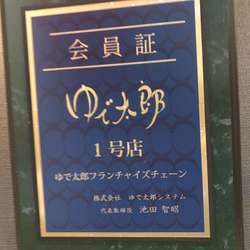 会員証
ゆで太郎
1号店
ゆで太郎フランチャイズチェーン
株式会社 ゆで太郎システム
代表取締役 池田 智昭